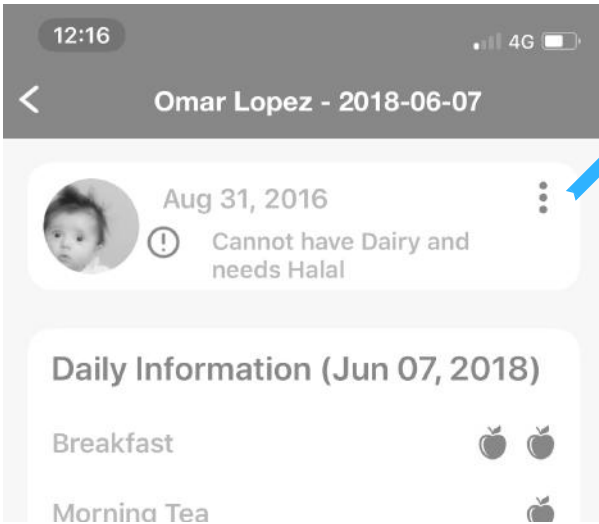 12:16
4G
Omar Lopez - 2018-06-07
Aug 31, 2016
Cannot have Dairy and
needs Halal
Daily Information (Jun 07, 2018)
Breakfast
Morning Tea